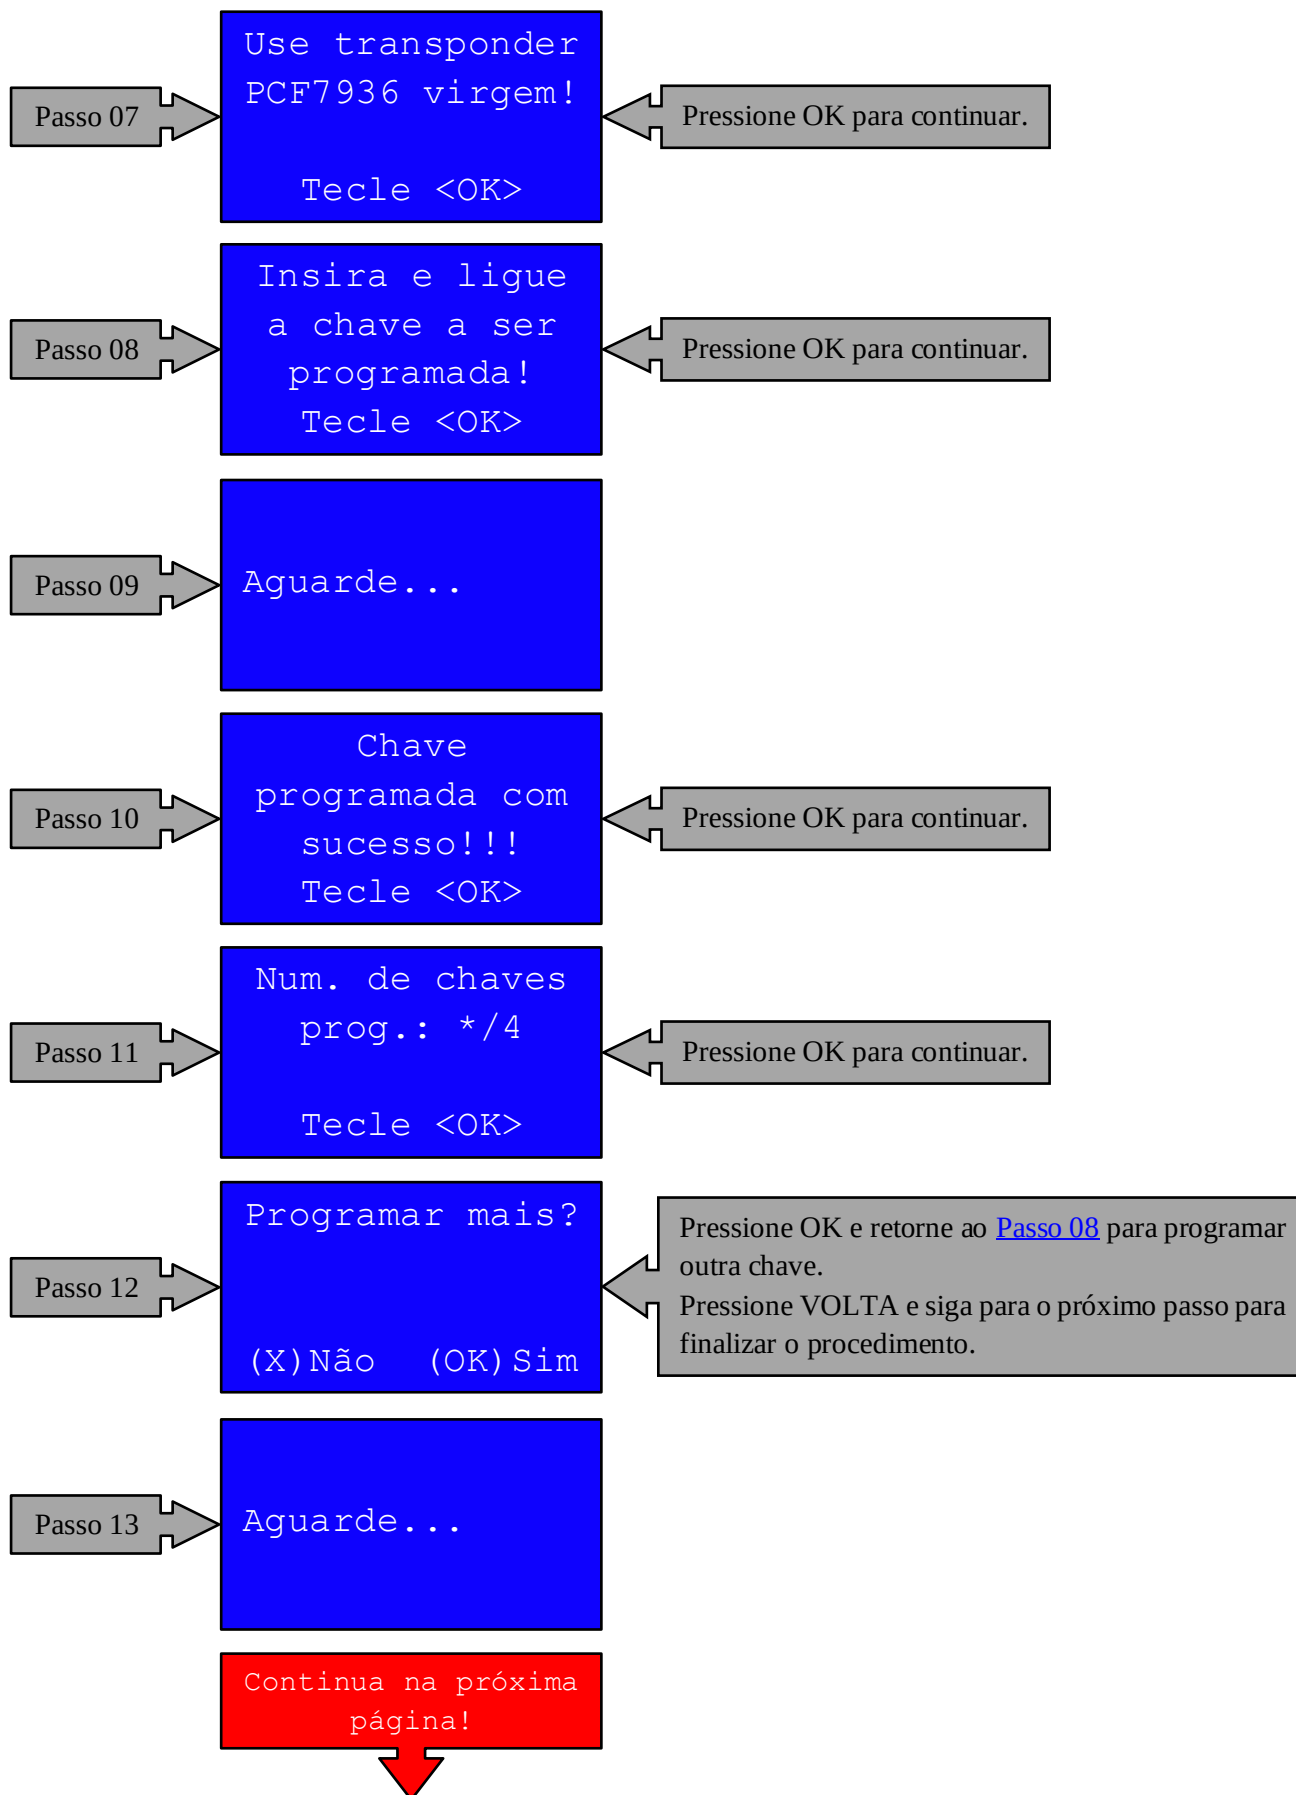 Passo 07
Use transponder
PCF7936 virgem!
Tecle <OK>
Pressione OK para continuar.
Passo 08
Insira e ligue
a chave a ser
programada!
Tecle <OK>
Pressione OK para continuar.
Passo 09
Aguarde...
Passo 10
Chave
programada com
sucesso!!!
Tecle <OK>
Pressione OK para continuar.
Passo 11
Num. de chaves
prog.: */4
Tecle <OK>
Pressione OK para continuar.
Passo 12
Programar mais?
(X)Não (OK)Sim
Pressione OK e retorne ao Passo 08 para programar
outra chave.
Pressione VOLTA e siga para o próximo passo para
finalizar o procedimento.
Passo 13
Aguarde...
Continua na próxima
página!